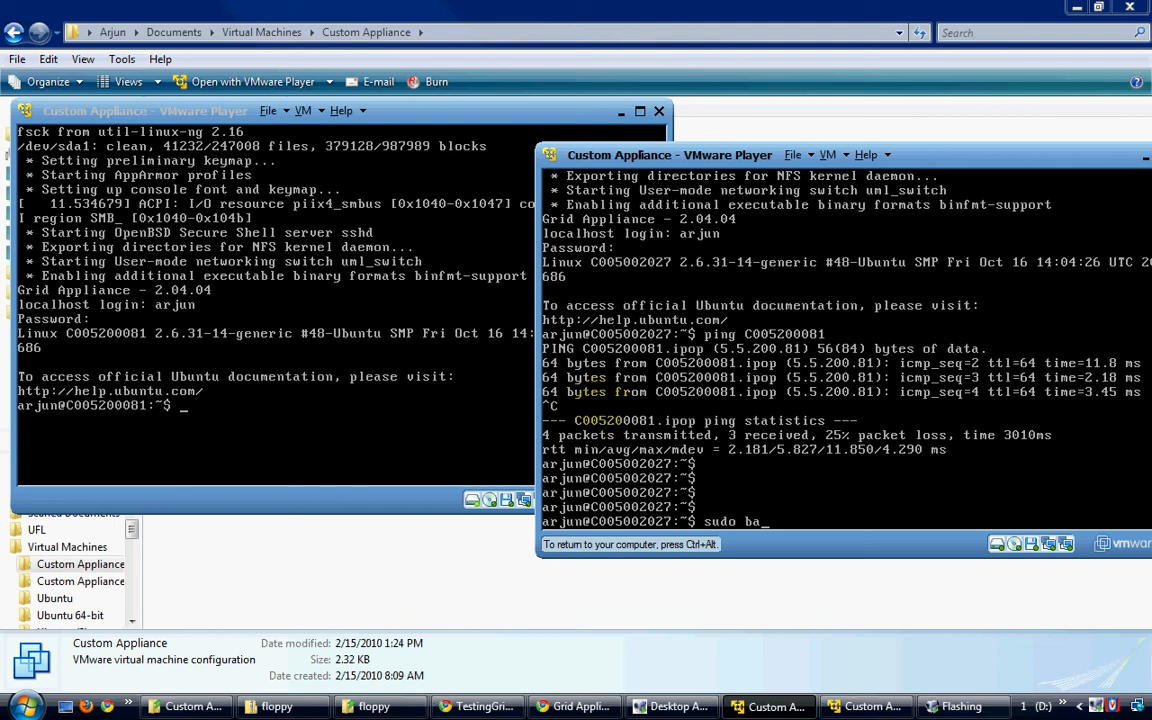 Arjun
Documents
Virtual Machines
Custom Appliance
Search
File Edit View Tools Help
Organize Views Open with VMware Player E-mail Burn
Custom Appliance - VMware Player File VM Help
fsck from util-linux-ng 2.16
/dev/sda1: clean, 41232/247008 files, 379128/987989 blocks
* Setting preliminary keymap...
* Starting AppArmor profiles
* Setting up console font and keymap...
[ 11.534679] ACPI: I/O resource piix4_smbus [0x1040-0x1047] co
I region SMB_ [0x1040-0x104b]
* Starting OpenBSD Secure Shell server sshd
* Exporting directories for NFS kernel daemon...
* Starting User-mode networking switch uml_switch
* Enabling additional executable binary formats binfmt-support
Grid Appliance - 2.04.04
localhost login: arjun
Password:
Linux C005200081 2.6.31-14-generic #48-Ubuntu SMP Fri Oct 16 14:
686
To access official Ubuntu documentation, please visit:
http://help.ubuntu.com/
arjun@C005200081:~$ _
Custom Appliance - VMware Player File VM Help
* Exporting directories for NFS kernel daemon...
* Starting User-mode networking switch uml_switch
* Enabling additional executable binary formats binfmt-support
Grid Appliance - 2.04.04
localhost login: arjun
Password:
Linux C005002027 2.6.31-14-generic #48-Ubuntu SMP Fri Oct 16 14:04:26 UTC 20
686
To access official Ubuntu documentation, please visit:
http://help.ubuntu.com/
arjun@C005002027:~$ ping C005200081
PING C005200081.ipop (5.5.200.81) 56(84) bytes of data.
64 bytes from C005200081.ipop (5.5.200.81): icmp_seq=2 ttl=64 time=11.8 ms
64 bytes from C005200081.ipop (5.5.200.81): icmp_seq=3 ttl=64 time=2.18 ms
64 bytes from C005200081.ipop (5.5.200.81): icmp_seq=4 ttl=64 time=3.45 ms
^C
--- C005200081.ipop ping statistics ---
4 packets transmitted, 3 received, 25% packet loss, time 3010ms
rtt min/avg/max/mdev = 2.181/5.827/11.850/4.290 ms
arjun@C005002027:~$
arjun@C005002027:~$
arjun@C005002027:~$
arjun@C005002027:~$
arjun@C005002027:~$ sudo ba_
To return to your computer, press Ctrl+Alt.
vmwar
UFL
Virtual Machines
Custom Appliance
Custom Appliance
Ubuntu
Ubuntu 64-bit
Custom Appliance Date modified: 2/15/2010 1:24 PM
VMware virtual machine configuration Size: 2.32 KB
Date created: 2/15/2010 8:09 AM
Custom A... floppy floppy TestingGri... Grid Appli... Desktop A... Custom A... Custom A... Flashing 1 (D:)